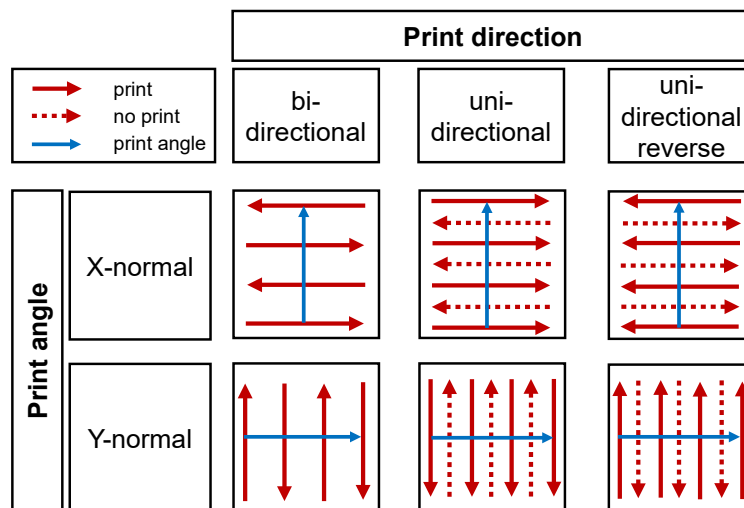 Print direction
print
no print
print angle
bi-
directional
uni-
directional
uni-
directional
reverse
Print angle
X-normal
Y-normal